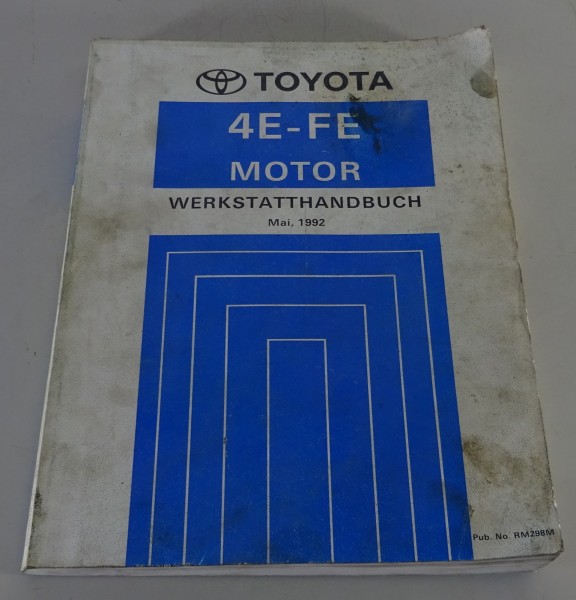 TOYOTA
4E-FE
MOTOR
WERKSTATTHANDBUCH
Mai, 1992
Pub. No. RM298M